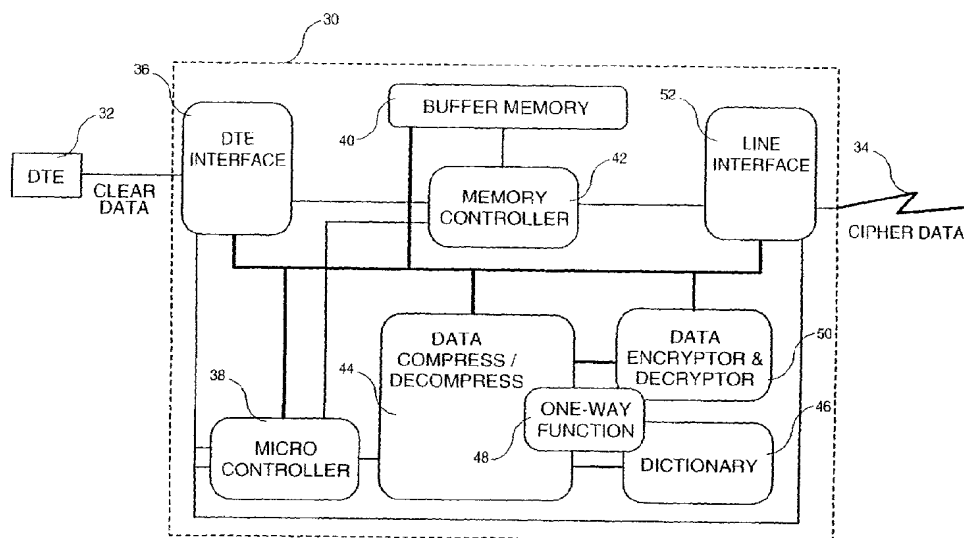 30
36
32
DTE
CLEAR
DATA
DTE
INTERFACE
40
BUFFER MEMORY
42
MEMORY
CONTROLLER
52
LINE
INTERFACE
34
CIPHER DATA
38
MICRO
CONTROLLER
44
DATA
COMPRESS /
DECOMPRESS
DATA
ENCRYPTOR &
DECRYPTOR
50
ONE-WAY
FUNCTION
48
46
DICTIONARY